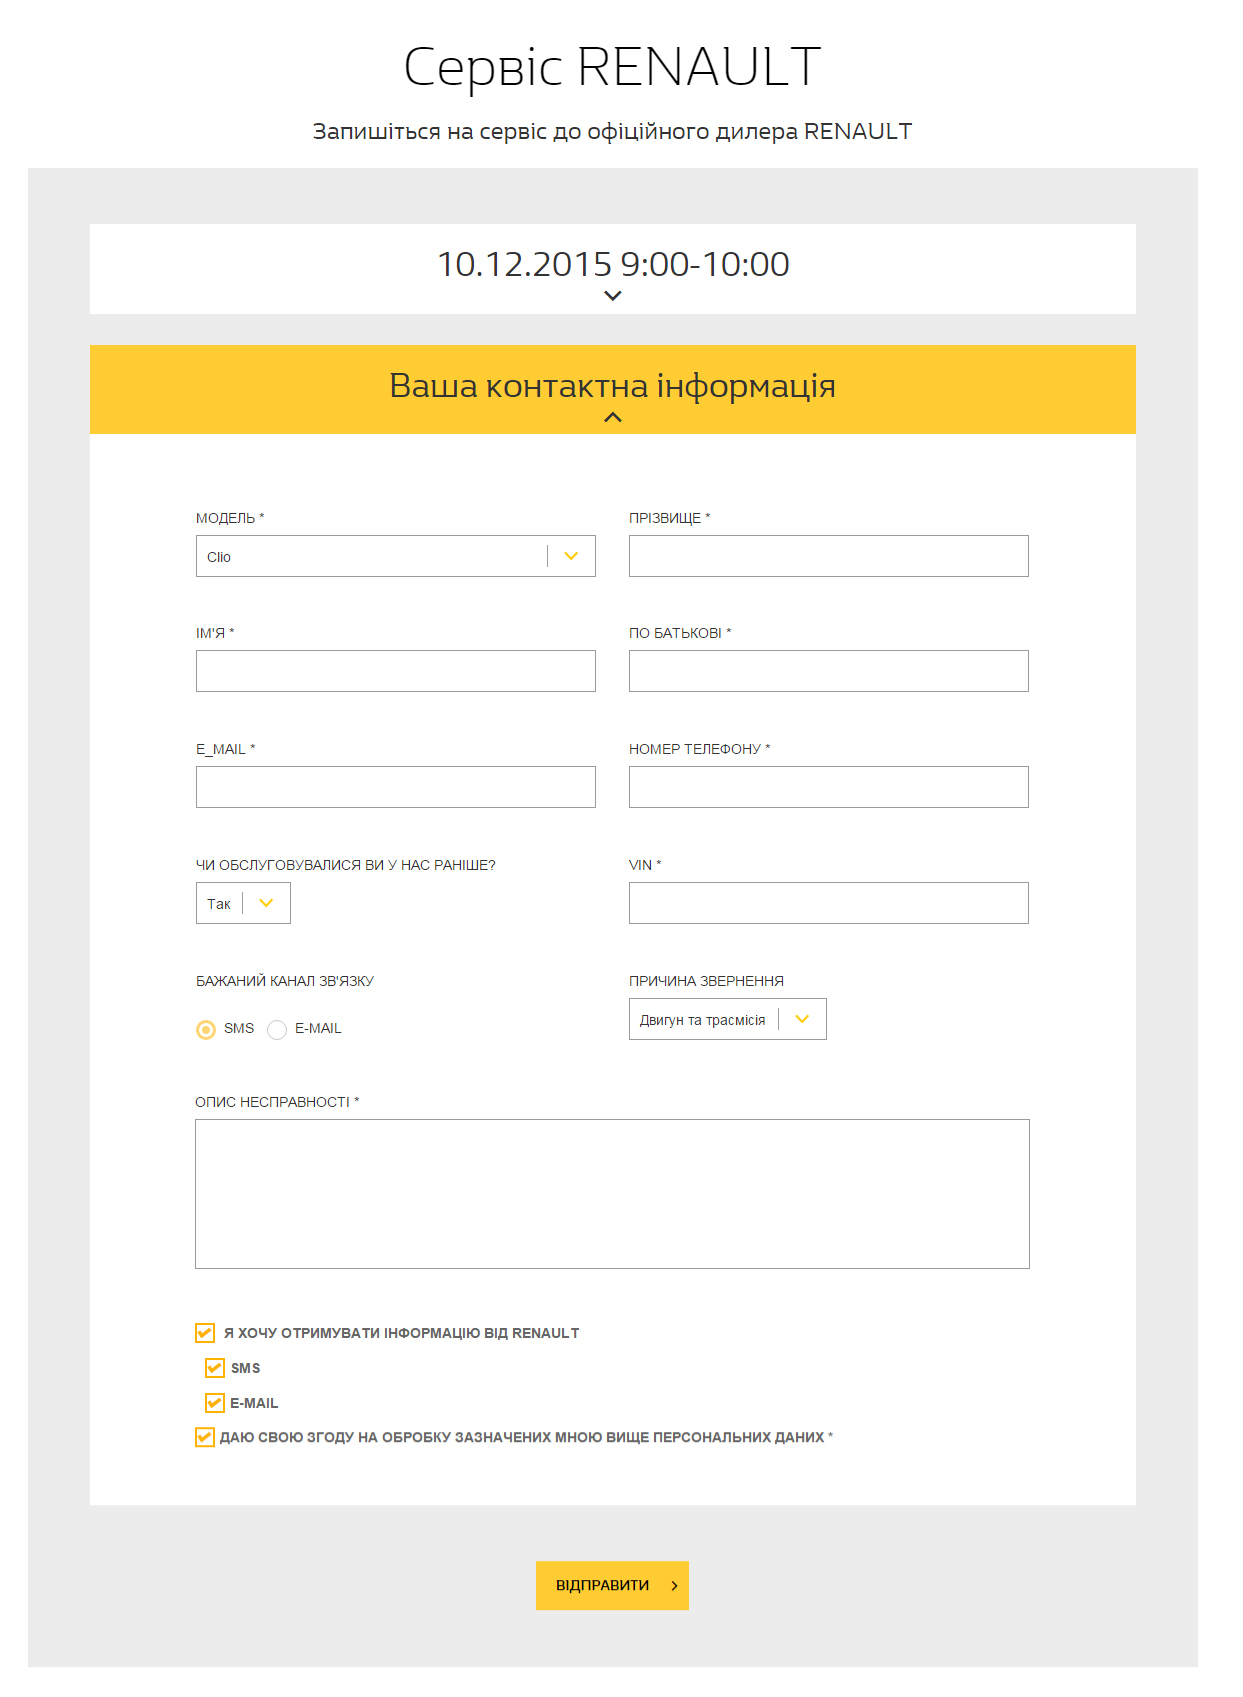 Сервіс RENAULT
Запишіться на сервіс до офіційного дилера RENAULT
10.12.2015 9:00-10:00
Ваша контактна інформація
МОДЕЛЬ *
ПРІЗВИЩЕ *
Clio
ІМ'Я *
ПО БАТЬКОВІ *
E_MAIL *
НОМЕР ТЕЛЕФОНУ *
ЧИ ОБСЛУГОВУВАЛИСЯ ВИ У НАС РАНІШЕ?
VIN *
Так
БАЖАНИЙ КАНАЛ ЗВ'ЯЗКУ
ПРИЧИНА ЗВЕРНЕННЯ
SMS E-MAIL
Двигун та трасмісія
ОПИС НЕСПРАВНОСТІ *
Я ХОЧУ ОТРИМУВАТИ ІНФОРМАЦІЮ ВІД RENAULT
SMS
E-MAIL
ДАЮ СВОЮ ЗГОДУ НА ОБРОБКУ ЗАЗНАЧЕНИХ МНОЮ ВИЩЕ ПЕРСОНАЛЬНИХ ДАНИХ *
ВІДПРАВИТИ